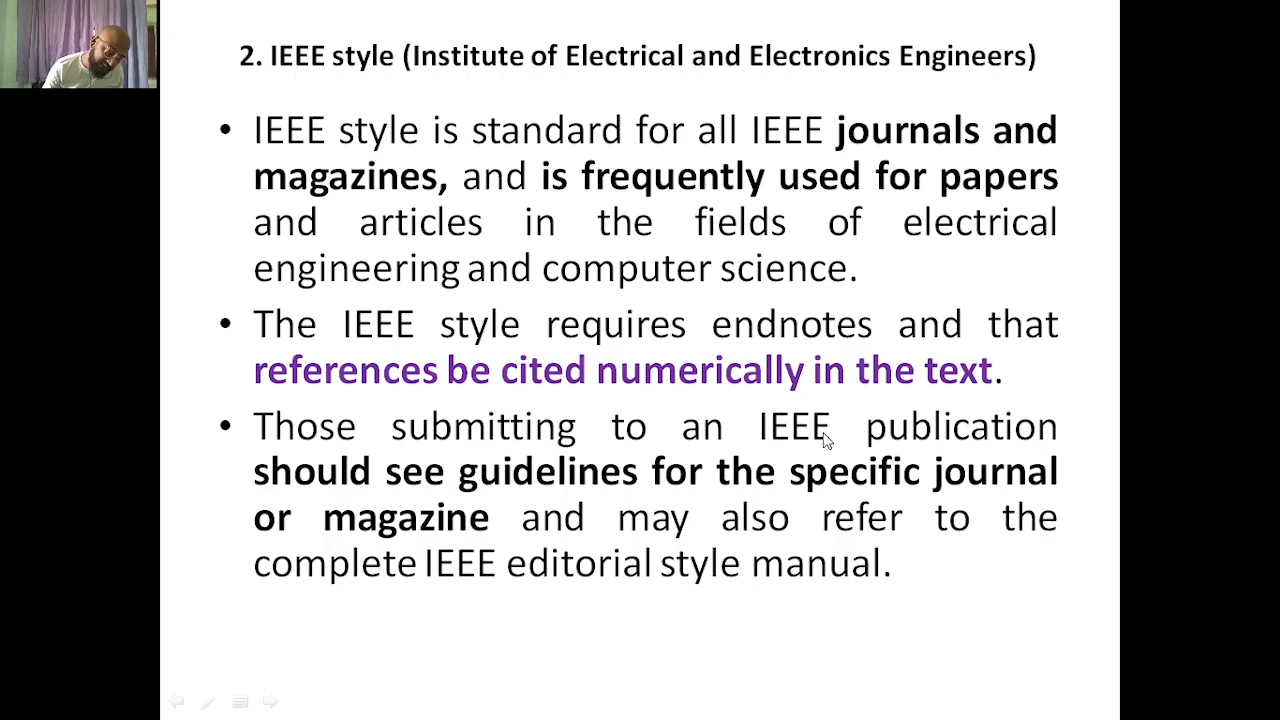 2. IEEE style (Institute of Electrical and Electronics Engineers)
• IEEE style is standard for all IEEE journals and
magazines, and is frequently used for papers
and articles in the fields of electrical
engineering and computer science.
• The IEEE style requires endnotes and that
references be cited numerically in the text.
• Those submitting to an IEEE publication
should see guidelines for the specific journal
or magazine and may also refer to the
complete IEEE editorial style manual.